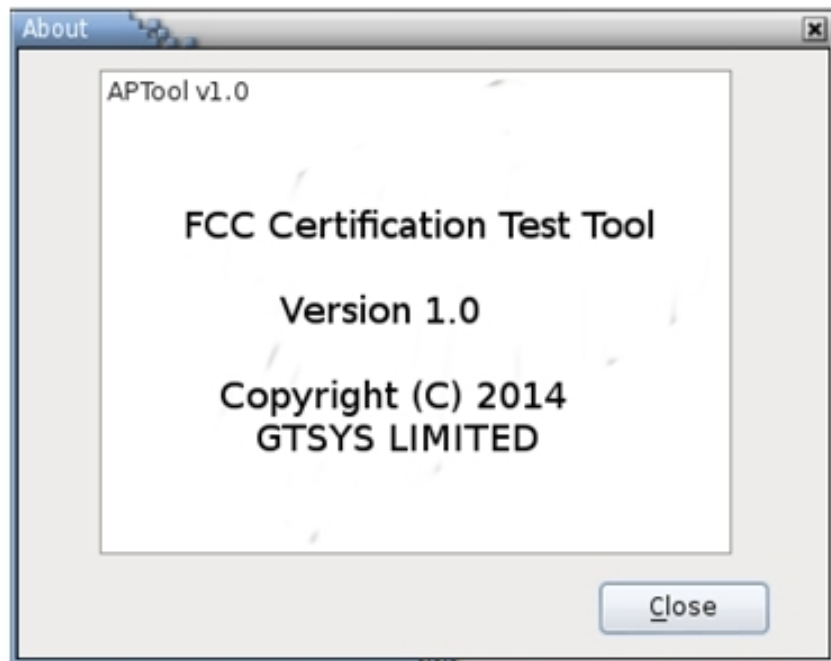 About
APTool v1.0
FCC Certification Test Tool
Version 1.0
Copyright (C) 2014
GTSYS LIMITED
Close